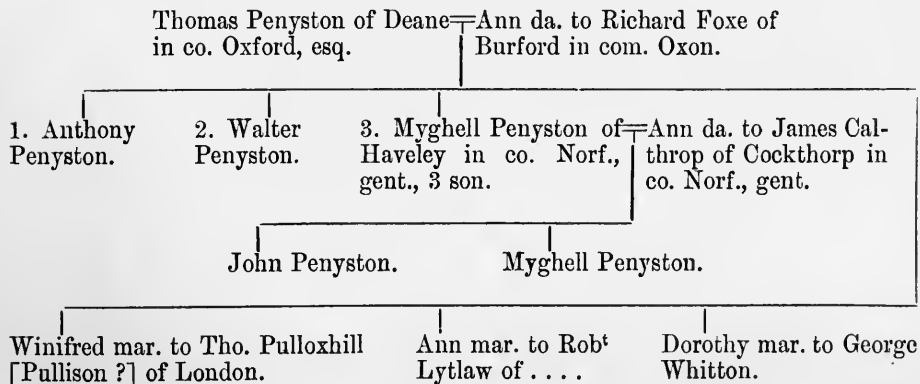 Thomas Penyston of Deane
in co. Oxford, esq.
Ann da. to Richard Foxe of
Burford in com. Oxon.
1. Anthony
Penyston.
2. Walter
Penyston.
3. Myghell Penyston of
Haveley in co. Norf.,
gent., 3 son.
Ann da. to James Cal-
throp of Cockthorp in
co. Norf., gent.
John Penyston.
Myghell Penyston.
Winifred mar. to Tho. Pulloxhill
[Pullison ?] of London.
Ann mar. to Robᵗ
Lytlaw of . . . .
Dorothy mar. to George
Whitton.